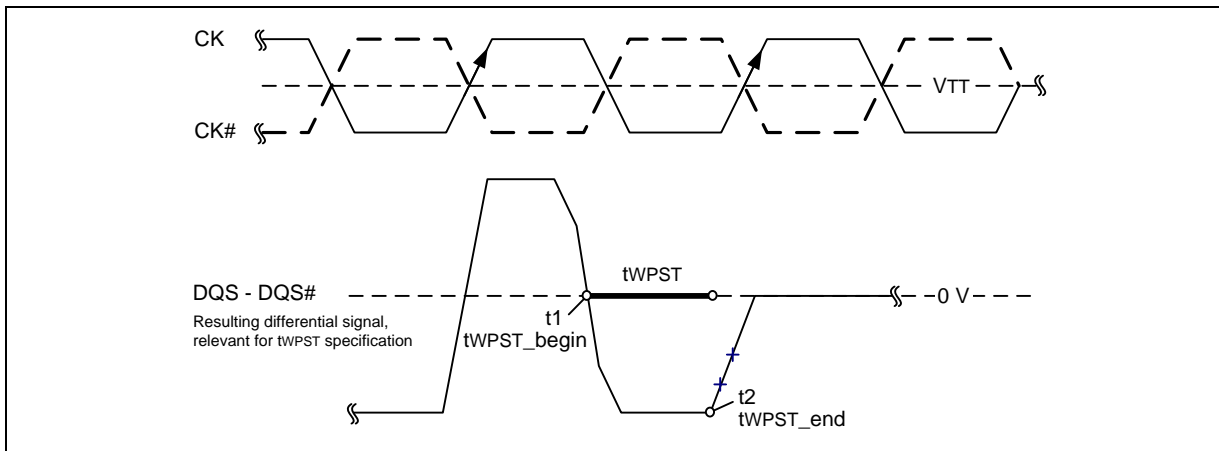 CK
VTT
CK#
tWPST
DQS - DQS#
0 V
Resulting differential signal,
relevant for tWPST specification
t1
tWPST_begin
t2
tWPST_end